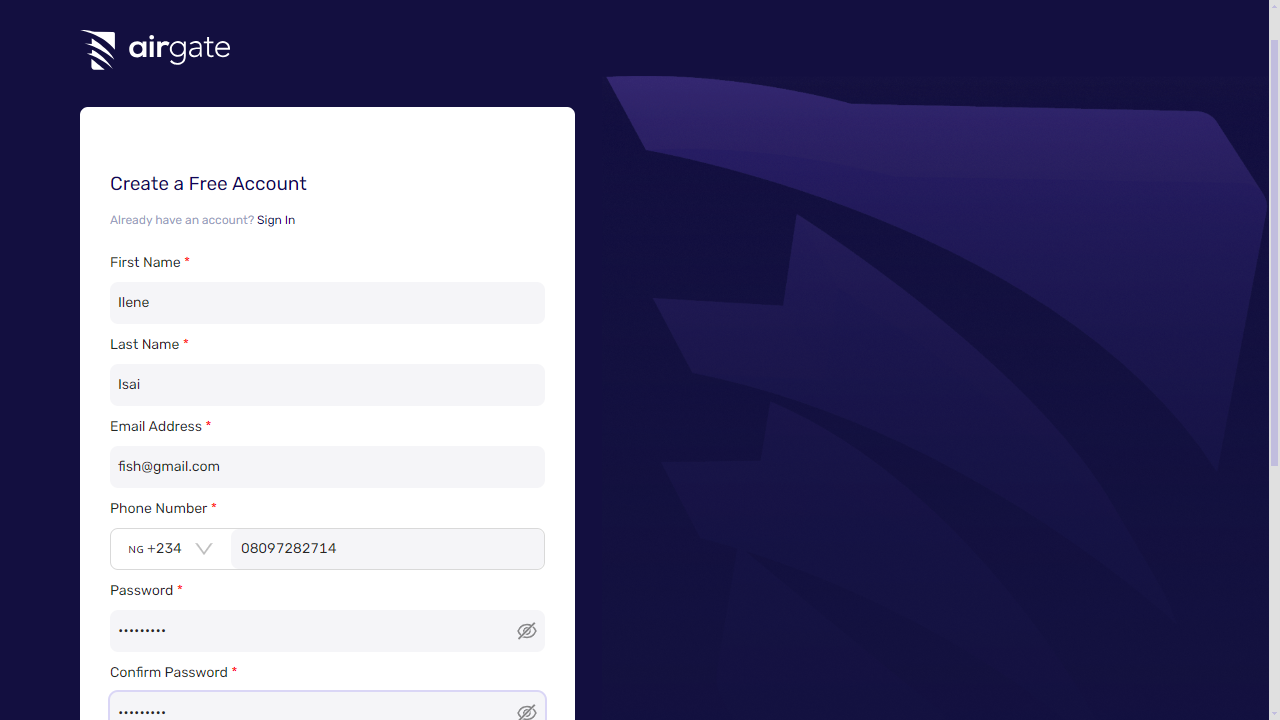 airgate
Create a Free Account
Already have an account? Sign In
First Name *
Ilene
Last Name *
Isai
Email Address *
fish@gmail.com
Phone Number *
NG +234 08097282714
Password *
•••••••••
Confirm Password *
•••••••••